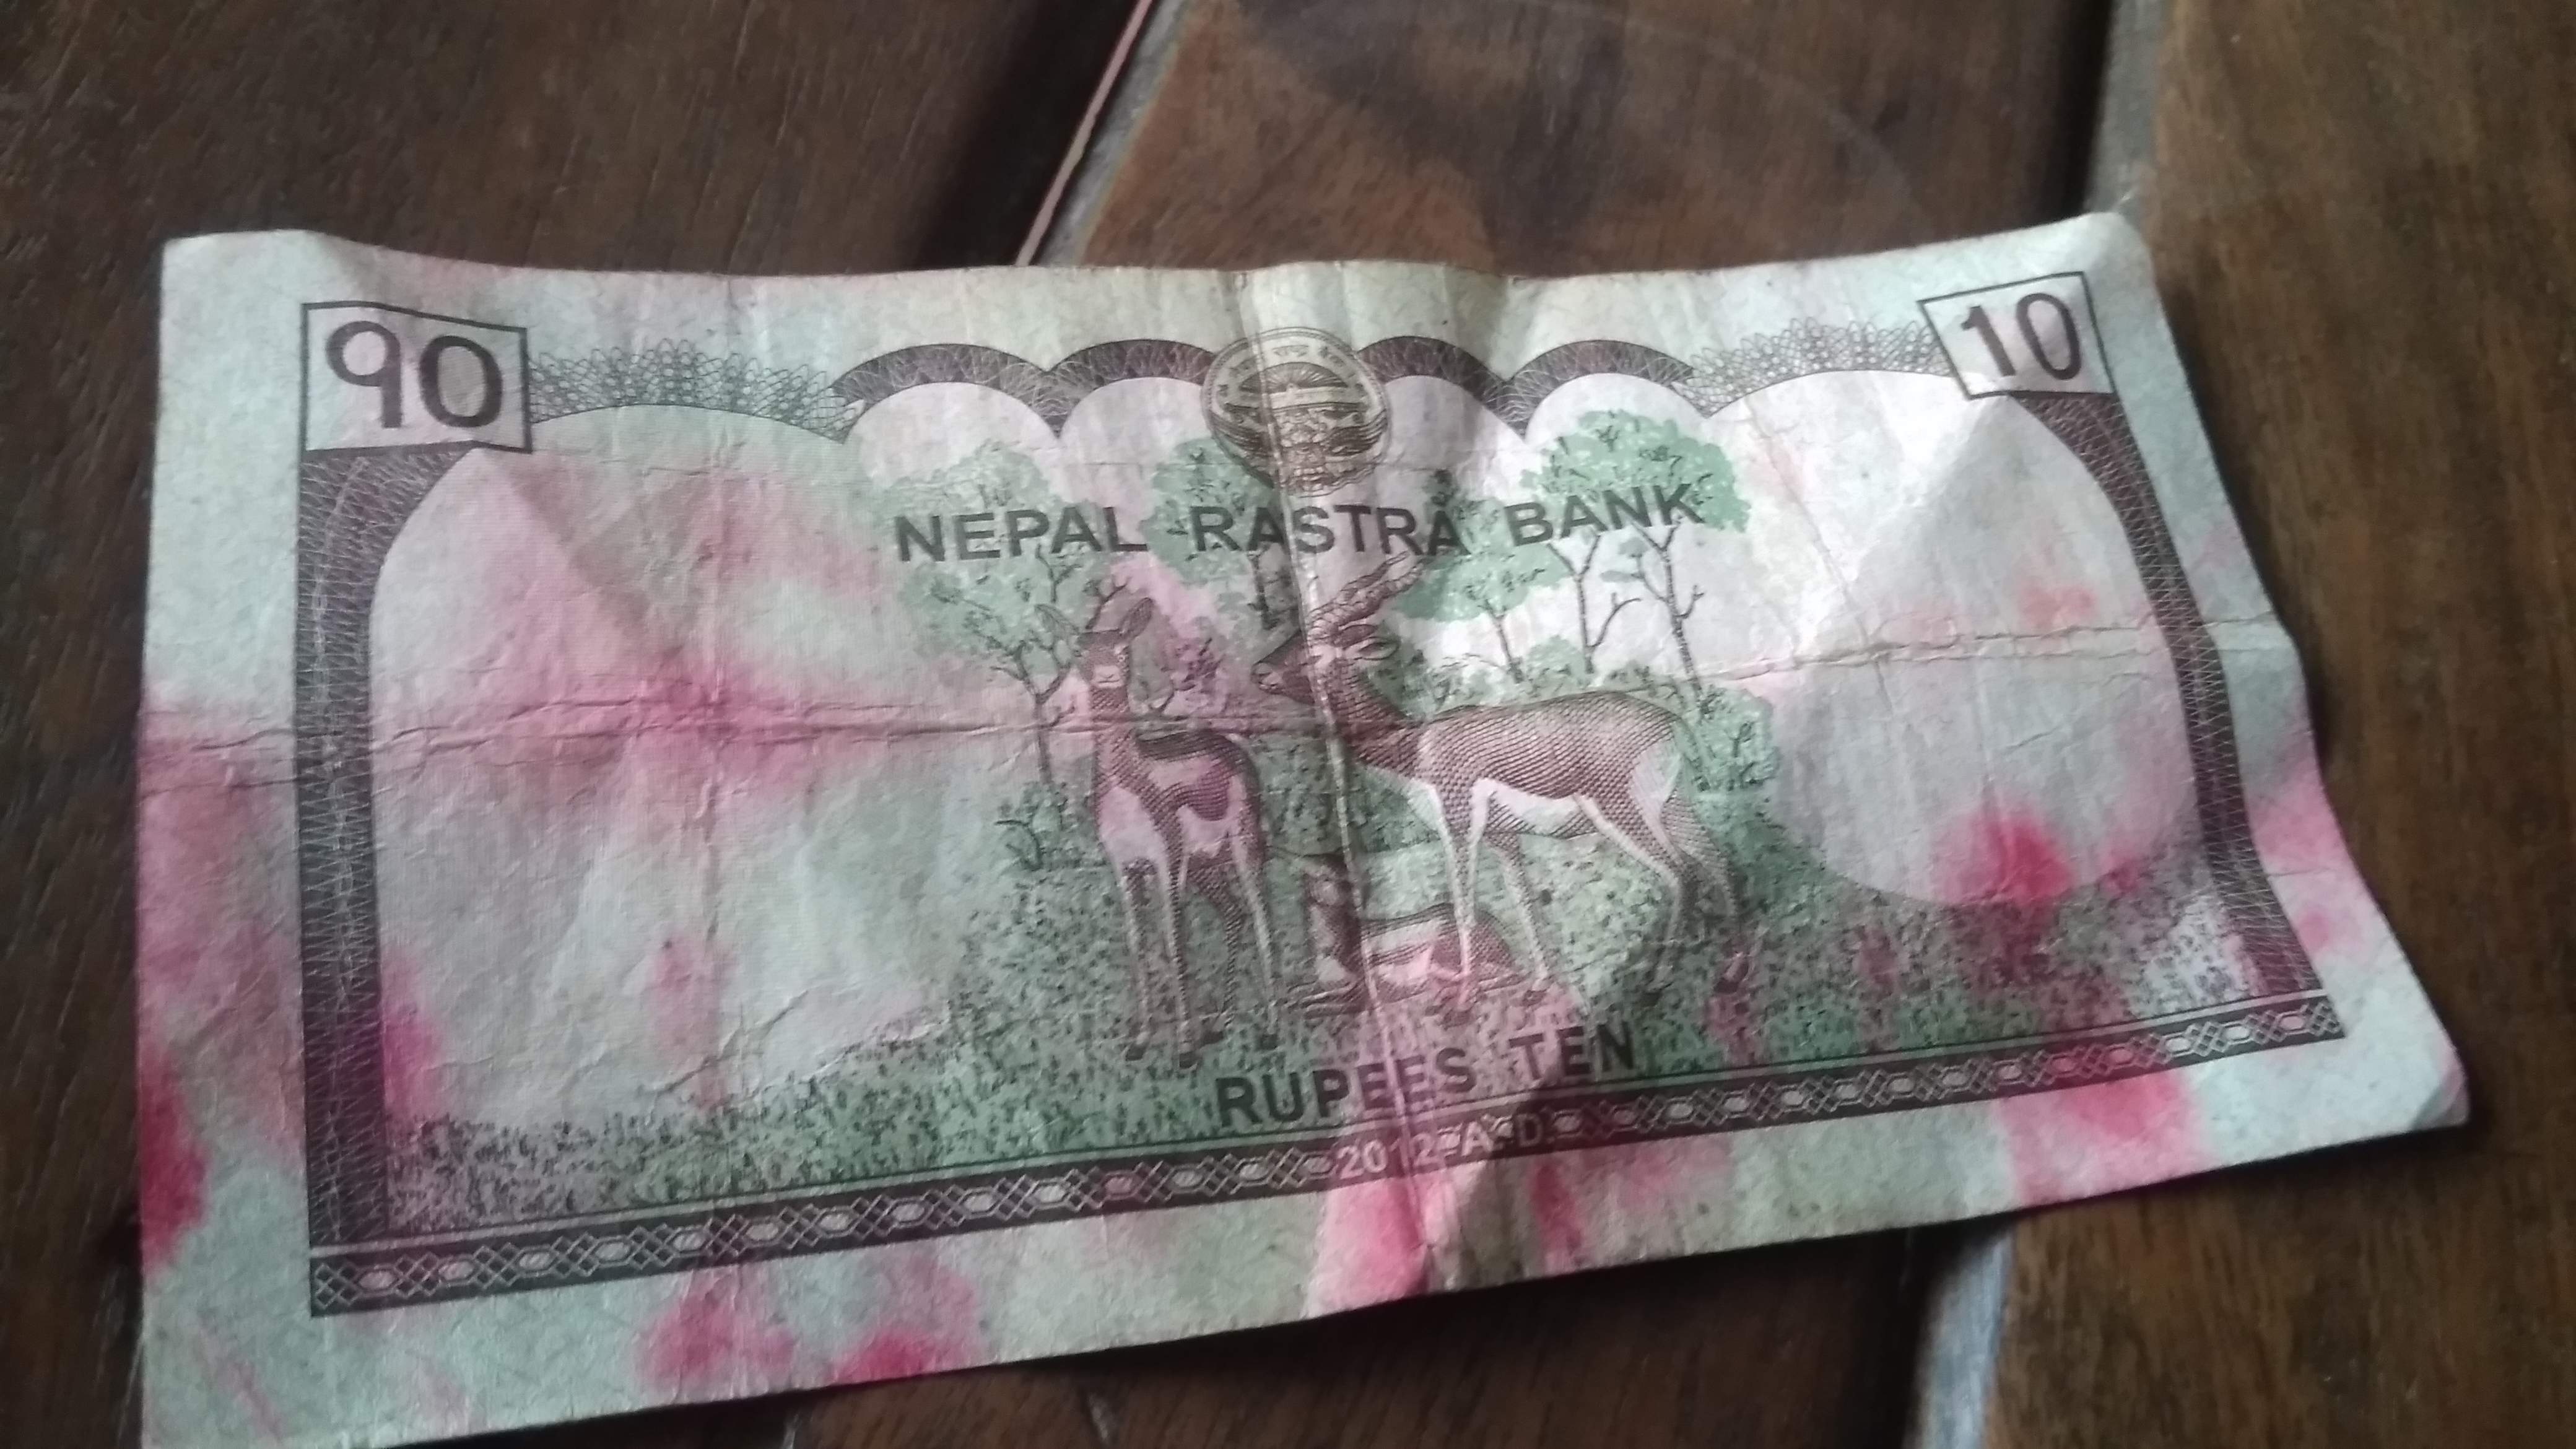 १०
10
NEPAL RASTRA BANK
RUPEES TEN
2012 A.D.